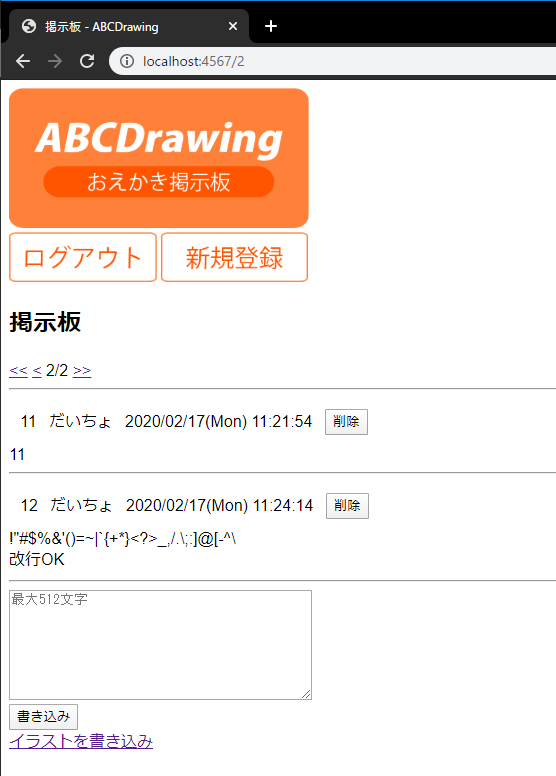 掲示板 - ABCDrawing
localhost:4567/2
ABCDrawing
おえかき掲示板
ログアウト 新規登録
掲示板
<< < 2/2 >>
11 だいちょ 2020/02/17(Mon) 11:21:54 削除
11
12 だいちょ 2020/02/17(Mon) 11:24:14 削除
!"#$%&'()=~|`{+*}<?>_,/.\;:]@[-^\
改行OK
最大512文字
書き込み
イラストを書き込み